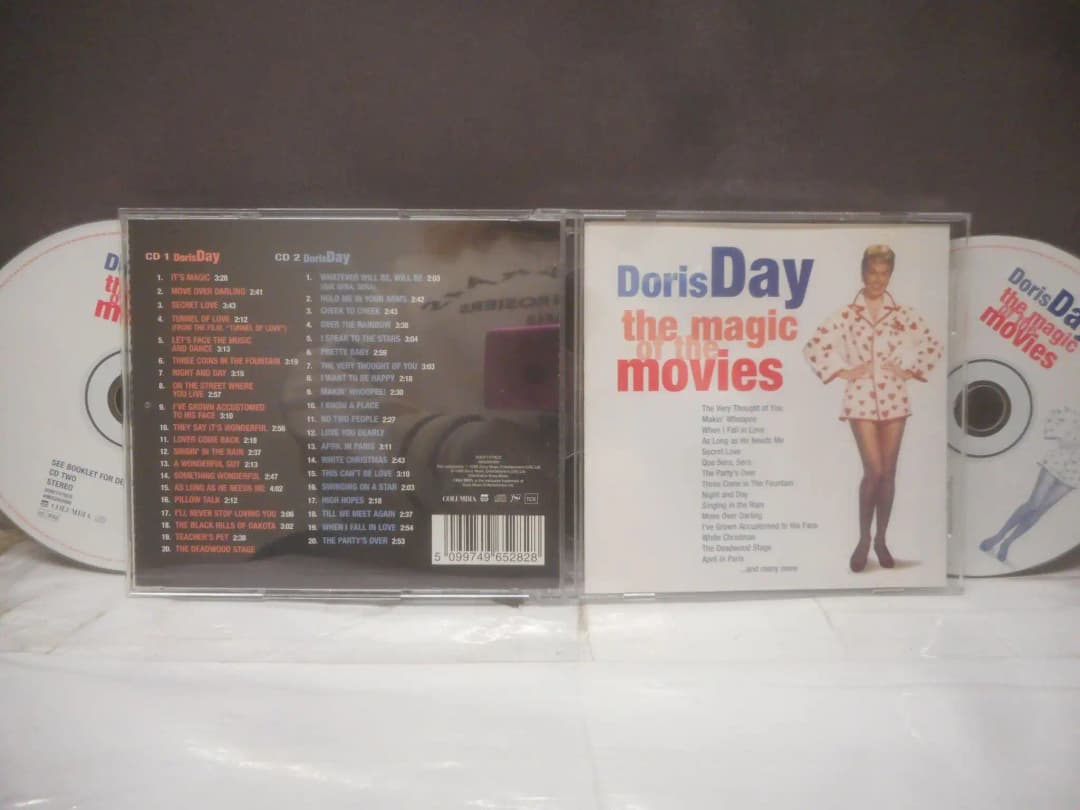 CD 1 DorisDay
1. IT'S MAGIC 3:28
2. MOVE OVER DARLING 2:41
3. SECRET LOVE 3:43
4. TUNNEL OF LOVE 2:12
(FROM THE FILM, "TUNNEL OF LOVE")
5. LET'S FACE THE MUSIC
AND DANCE 3:13
6. THREE COINS IN THE FOUNTAIN 3:19
7. NIGHT AND DAY 3:15
8. ON THE STREET WHERE
YOU LIVE 2:57
9. I'VE GROWN ACCUSTOMED
TO HIS FACE 3:10
10. THEY SAY IT'S WONDERFUL 2:56
11. LOVER COME BACK 2:18
12. SINGIN' IN THE RAIN 2:37
13. A WONDERFUL GUY 2:13
14. SOMETHING WONDERFUL 2:47
15. AS LONG AS HE NEEDS ME 4:02
16. PILLOW TALK 2:12
17. I'LL NEVER STOP LOVING YOU 3:06
18. THE BLACK HILLS OF DAKOTA 3:02
19. TEACHER'S PET 2:38
20. THE DEADWOOD STAGE
CD 2 DorisDay
1. WHATEVER WILL BE, WILL BE 2:03
(QUE SERA, SERA)
2. HOLD ME IN YOUR ARMS 2:42
3. CHEEK TO CHEEK 2:43
4. OVER THE RAINBOW 3:38
5. I SPEAK TO THE STARS 3:04
6. PRETTY BABY 2:59
7. THE VERY THOUGHT OF YOU 3:03
8. I WANT TO BE HAPPY 2:18
9. MAKIN' WHOOPEE! 2:30
10. I KNOW A PLACE
11. NO TWO PEOPLE 2:27
12. LOVE YOU DEARLY
13. APRIL IN PARIS 3:11
14. WHITE CHRISTMAS 2:43
15. THIS CAN'T BE LOVE 3:10
16. SWINGING ON A STAR 2:03
17. HIGH HOPES 2:18
18. TILL WE MEET AGAIN 2:37
19. WHEN I FALL IN LOVE 2:54
20. THE PARTY'S OVER 2:53
COLUMBIA
5 099749 652828
DorisDay
the magic
of the
movies
The Very Thought of You
Makin' Whoopee
When I Fall in Love
As Long as He Needs Me
Secret Love
Que Sera, Sera
The Party's Over
Three Coins in The Fountain
Night and Day
Singing in the Rain
Move Over Darling
I've Grown Accustomed to His Face
White Christmas
The Deadwood Stage
April in Paris
...and many more
SEE BOOKLET FOR DE
CD TWO
STEREO
COLUMBIA
DorisDay
the magic
of the
movies